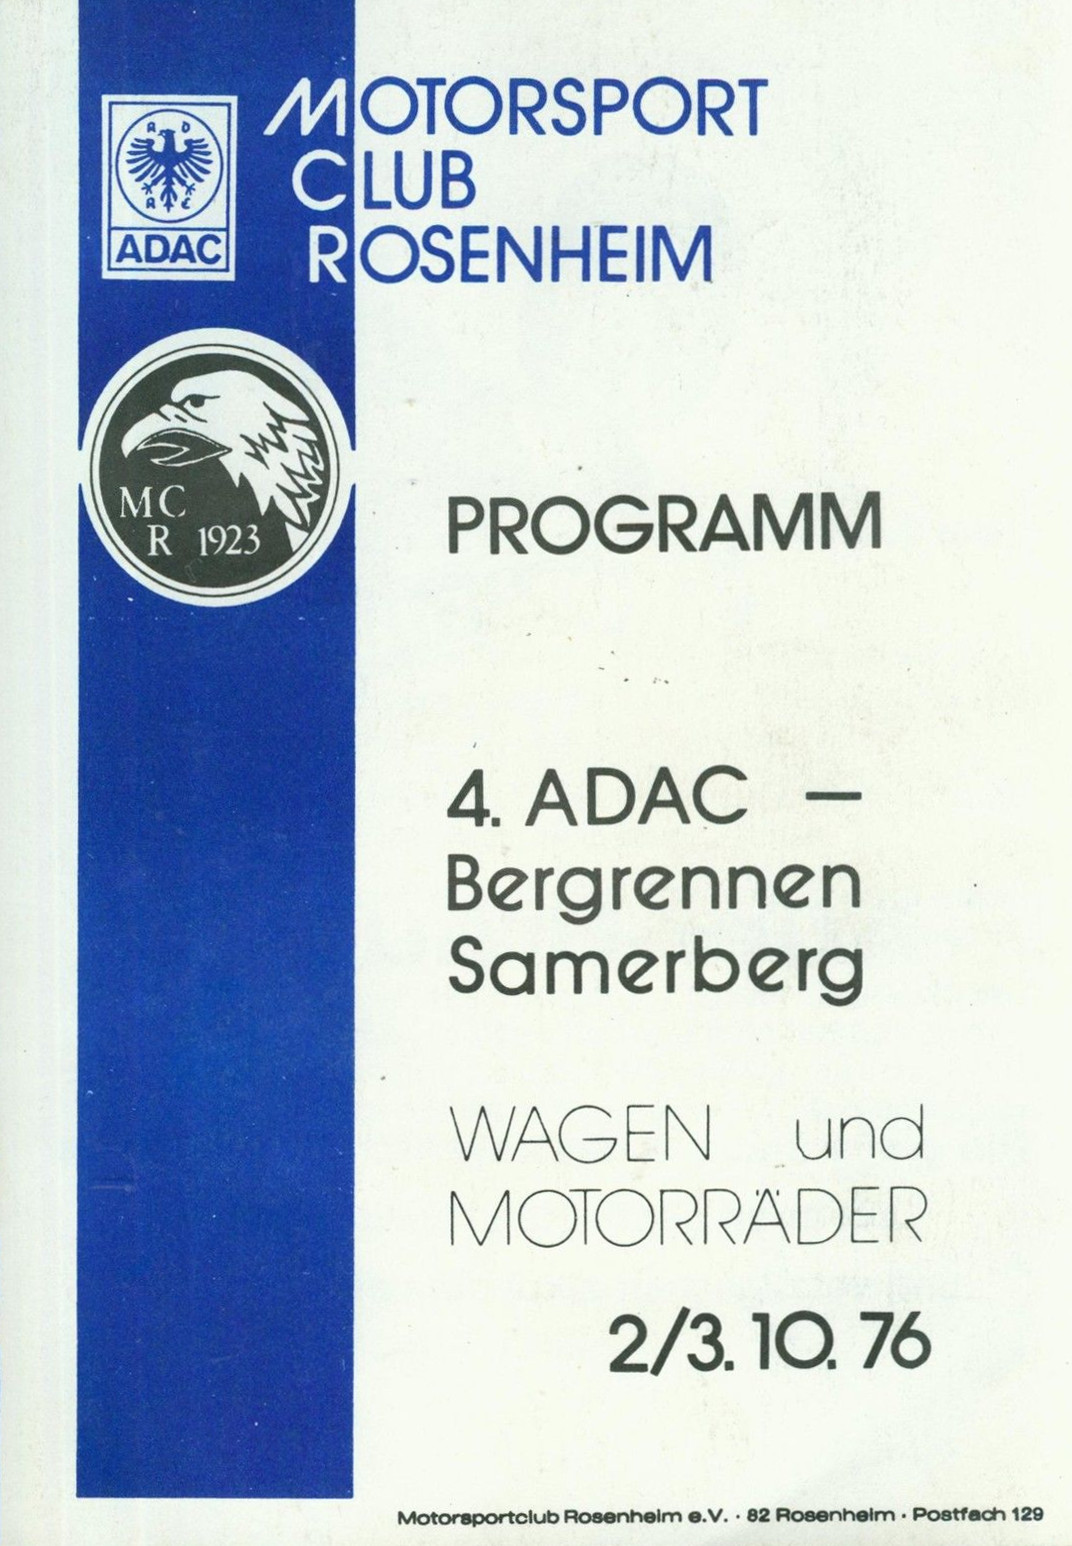 MOTORSPORT
CLUB
ROSENHEIM
A D
A C
ADAC
MC
R 1923
PROGRAMM
4. ADAC –
Bergrennen
Samerberg
WAGEN und
MOTORRÄDER
2/3. 10. 76
Motorsportclub Rosenheim e.V. · 82 Rosenheim · Postfach 129